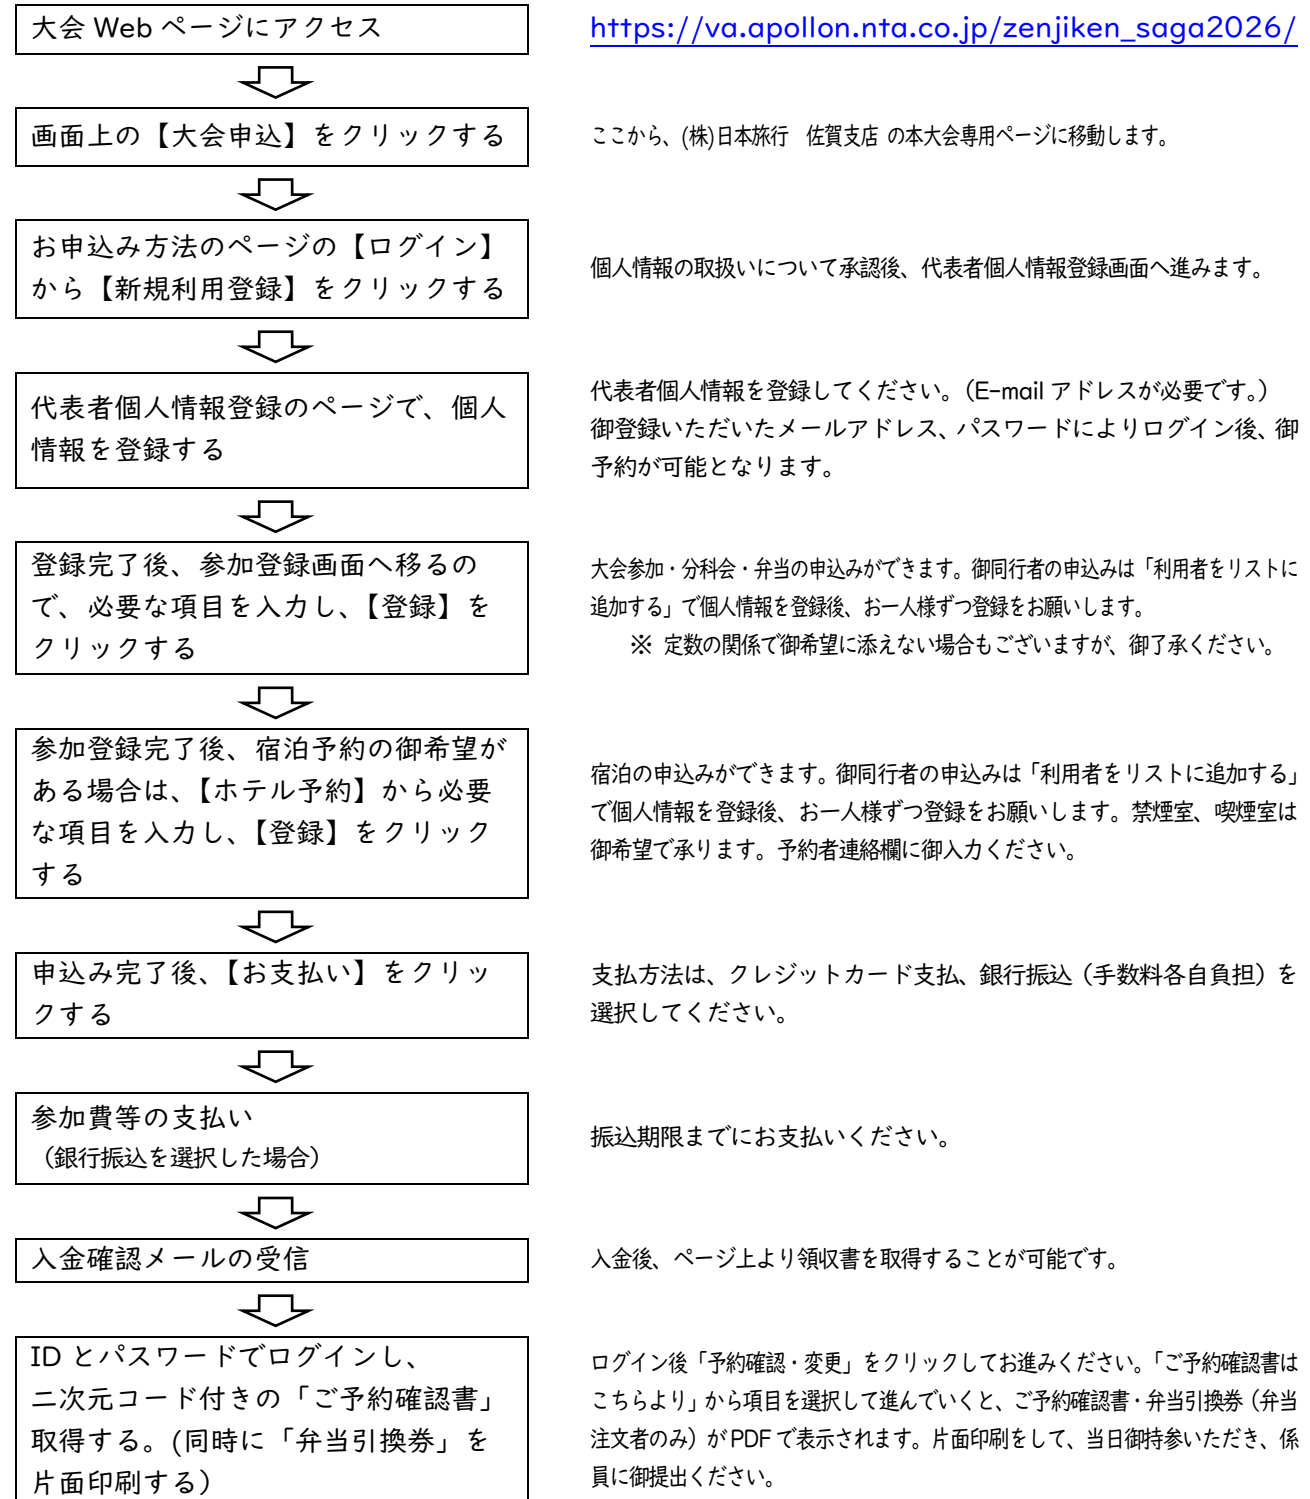 大会 Web ページにアクセス
https://va.apollon.nta.co.jp/zenjiken_saga2026/
画面上の【大会申込】をクリックする
ここから、(株)日本旅行　佐賀支店 の本大会専用ページに移動します。
お申込み方法のページの【ログイン】
から【新規利用登録】をクリックする
個人情報の取扱いについて承認後、代表者個人情報登録画面へ進みます。
代表者個人情報登録のページで、個人
情報を登録する
代表者個人情報を登録してください。（E-mail アドレスが必要です。）
御登録いただいたメールアドレス、パスワードによりログイン後、御
予約が可能となります。
登録完了後、参加登録画面へ移るの
で、必要な項目を入力し、【登録】を
クリックする
大会参加・分科会・弁当の申込みができます。御同行者の申込みは「利用者をリストに
追加する」で個人情報を登録後、お一人様ずつ登録をお願いします。
※ 定数の関係で御希望に添えない場合もございますが、御了承ください。
参加登録完了後、宿泊予約の御希望が
ある場合は、【ホテル予約】から必要
な項目を入力し、【登録】をクリック
する
宿泊の申込みができます。御同行者の申込みは「利用者をリストに追加する」
で個人情報を登録後、お一人様ずつ登録をお願いします。禁煙室、喫煙室は
御希望で承ります。予約者連絡欄に御入力ください。
申込み完了後、【お支払い】をクリッ
クする
支払方法は、クレジットカード支払、銀行振込（手数料各自負担）を
選択してください。
参加費等の支払い
（銀行振込を選択した場合）
振込期限までにお支払いください。
入金確認メールの受信
入金後、ページ上より領収書を取得することが可能です。
ID とパスワードでログインし、
二次元コード付きの「ご予約確認書」
取得する。(同時に「弁当引換券」を
片面印刷する）
ログイン後「予約確認・変更」をクリックしてお進みください。「ご予約確認書は
こちらより」から項目を選択して進んでいくと、ご予約確認書・弁当引換券（弁当
注文者のみ）が PDF で表示されます。片面印刷をして、当日御持参いただき、係
員に御提出ください。